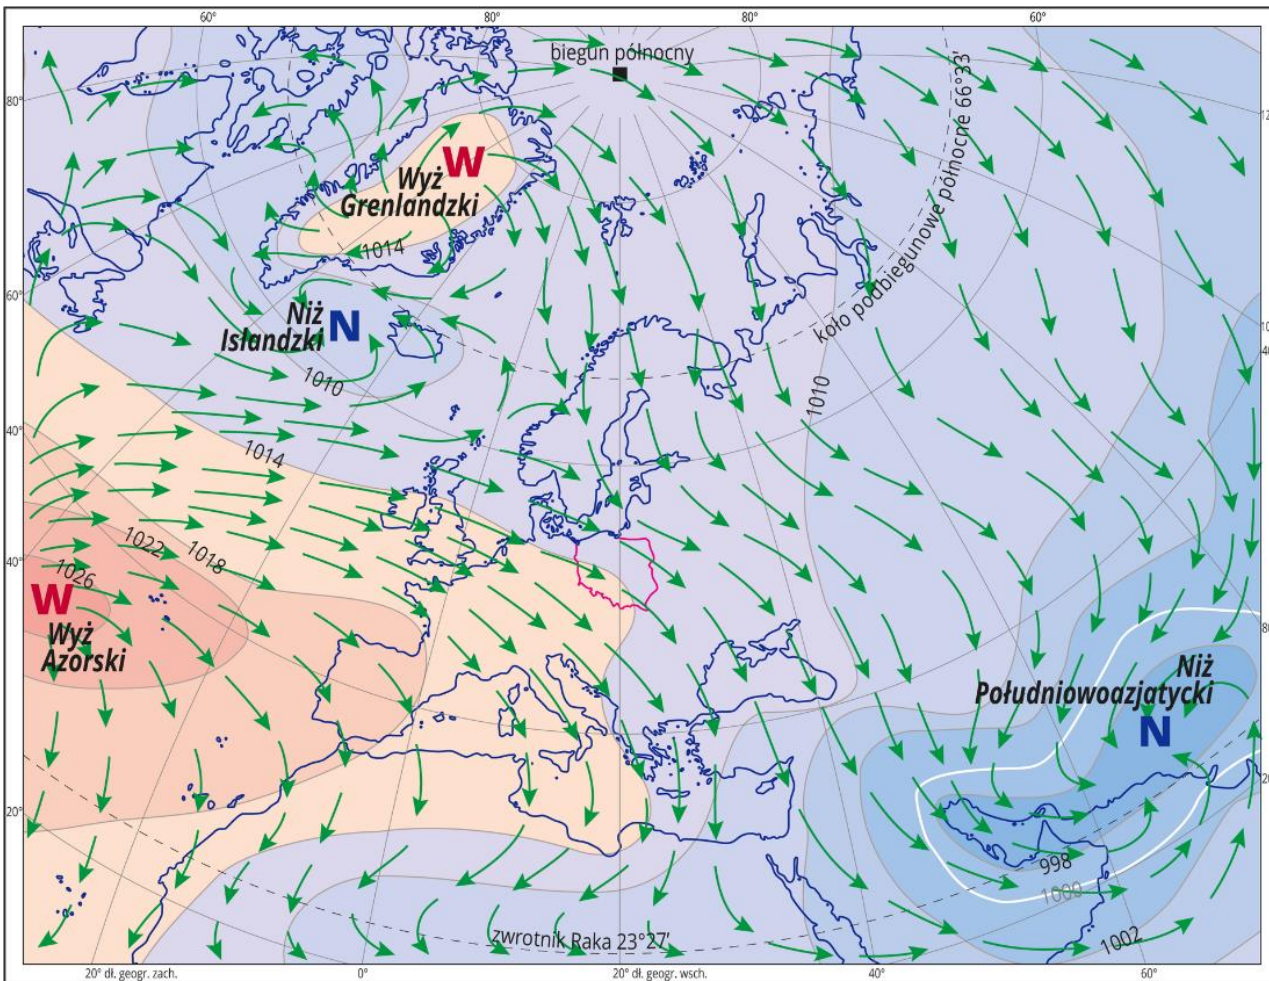 60°
80°
80°
60°
biegun północny
80°
koło podbiegunowe północne 66°33'
W
Wyż
Grenlandzki
1014
60°
Niż
Islandzki
N
1010
1010
40°
1014
1022
1018
1026
40°
W
Wyż
Azorski
Niż
Południowoazjatycki
N
20°
998
1000
1002
zwrotnik Raka 23°27'
20° dł. geogr. zach.
0°
20° dł. geogr. wsch.
40°
60°